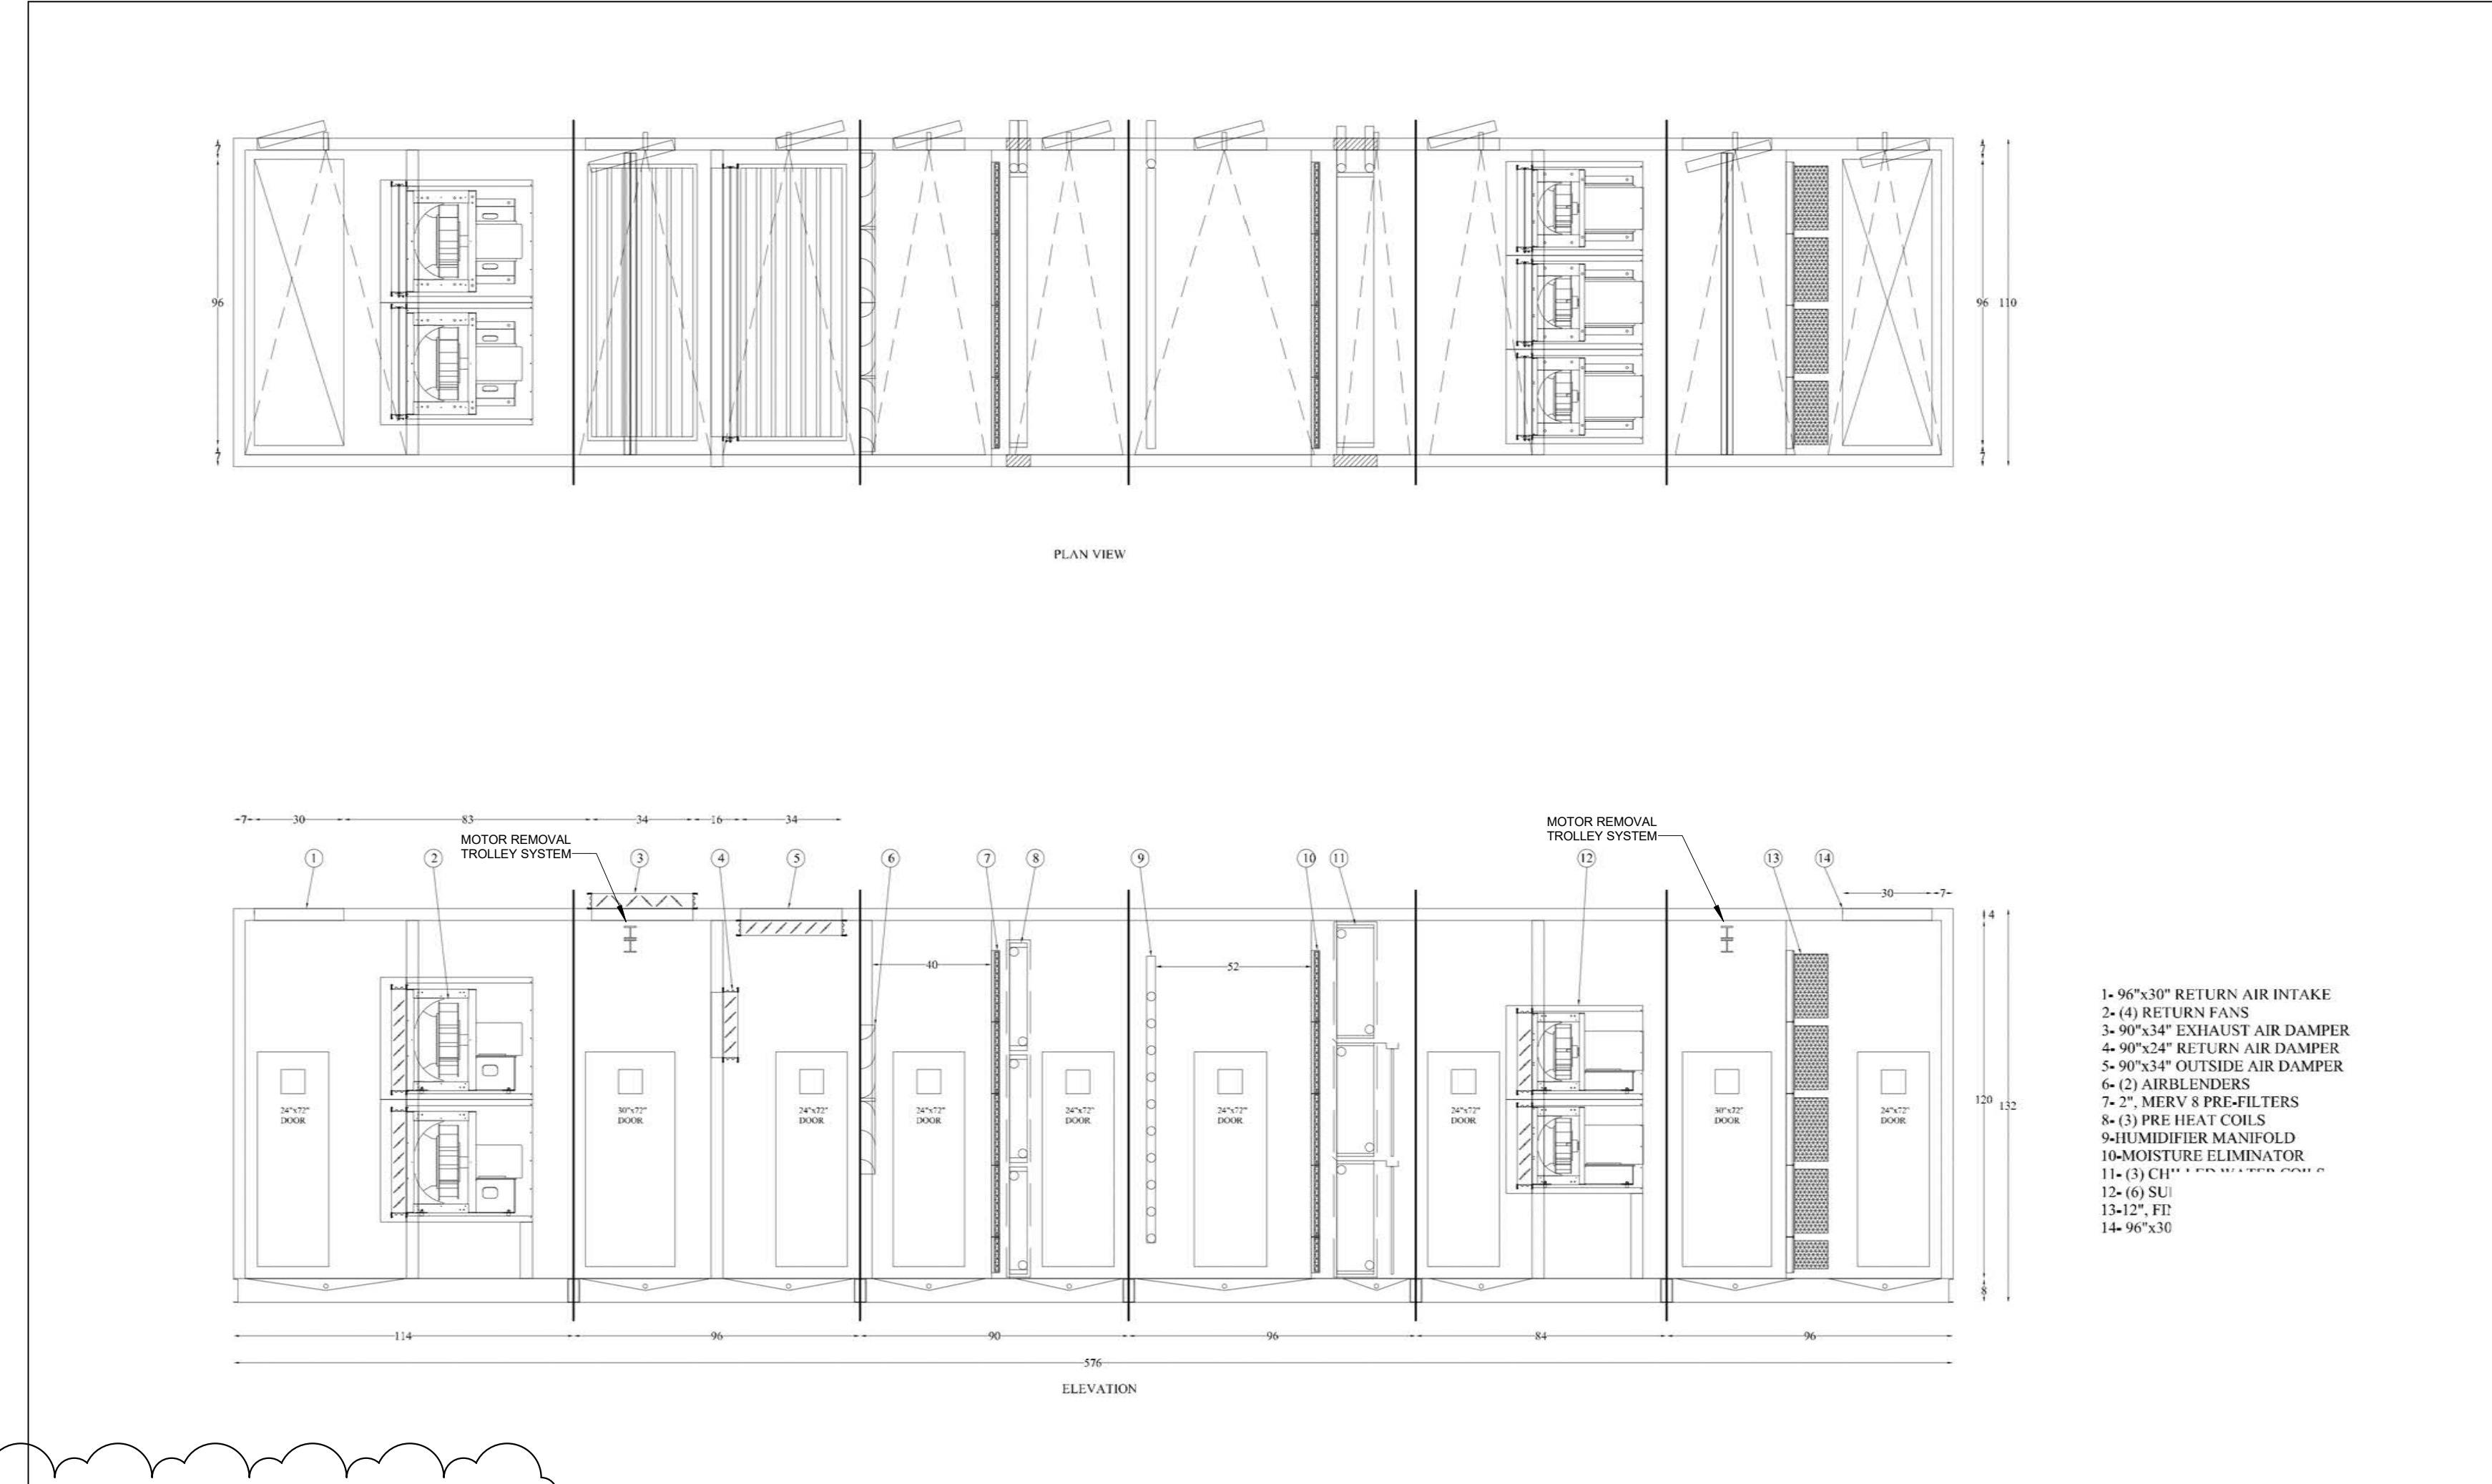 7
96
7
7
96
110
7
PLAN VIEW
7
30
83
34
16
34
MOTOR REMOVAL
TROLLEY SYSTEM
MOTOR REMOVAL
TROLLEY SYSTEM
1
2
3
4
5
6
7
8
9
10
11
12
13
14
30
7
4
40
52
24"x72"
DOOR
30"x72"
DOOR
24"x72"
DOOR
24"x72"
DOOR
24"x72"
DOOR
24"x72"
DOOR
24"x72"
DOOR
30"x72"
DOOR
24"x72"
DOOR
120
132
8
1- 96"x30" RETURN AIR INTAKE
2- (4) RETURN FANS
3- 90"x34" EXHAUST AIR DAMPER
4- 90"x24" RETURN AIR DAMPER
5- 90"x34" OUTSIDE AIR DAMPER
6- (2) AIRBLENDERS
7- 2", MERV 8 PRE-FILTERS
8- (3) PRE HEAT COILS
9-HUMIDIFIER MANIFOLD
10-MOISTURE ELIMINATOR
11- (3) CHILLED WATER COILS
12- (6)
13-12",
14- 96"x30
114
96
90
96
84
96
576
ELEVATION